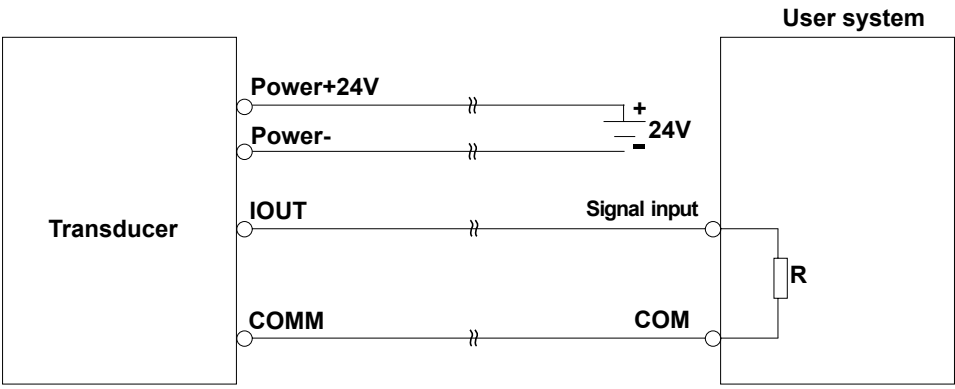 User system
Power+24V
+
24V
Power-
-
IOUT
Signal input
Transducer
R
COMM
COM